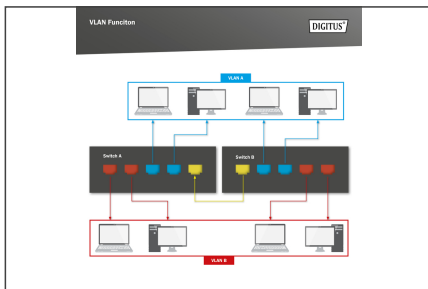 VLAN Funciton
DIGITUS®
VLAN A
Switch A
Switch B
VLAN B